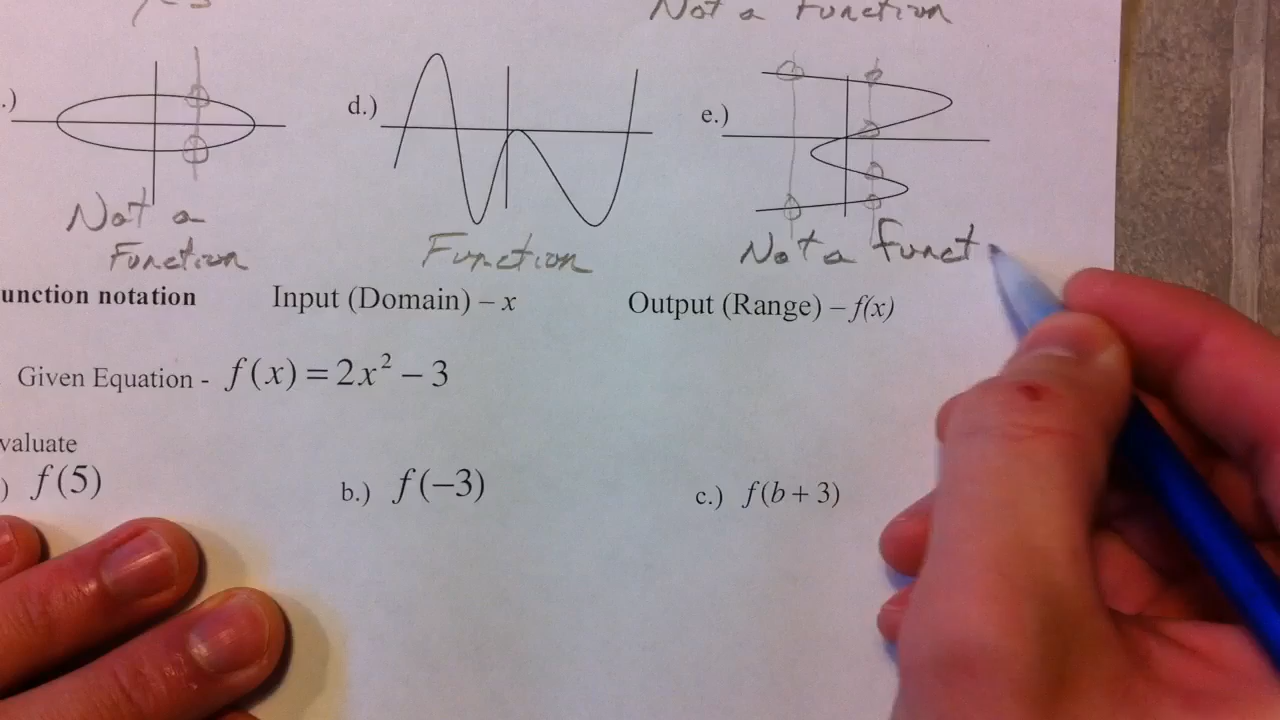 Not a Function
.) d.) e.)
Not a
Function
Function
Not a funct
unction notation Input (Domain) – x Output (Range) – f(x)
Given Equation - f(x) = 2x² – 3
valuate
) f(5) b.) f(−3) c.) f(b + 3)